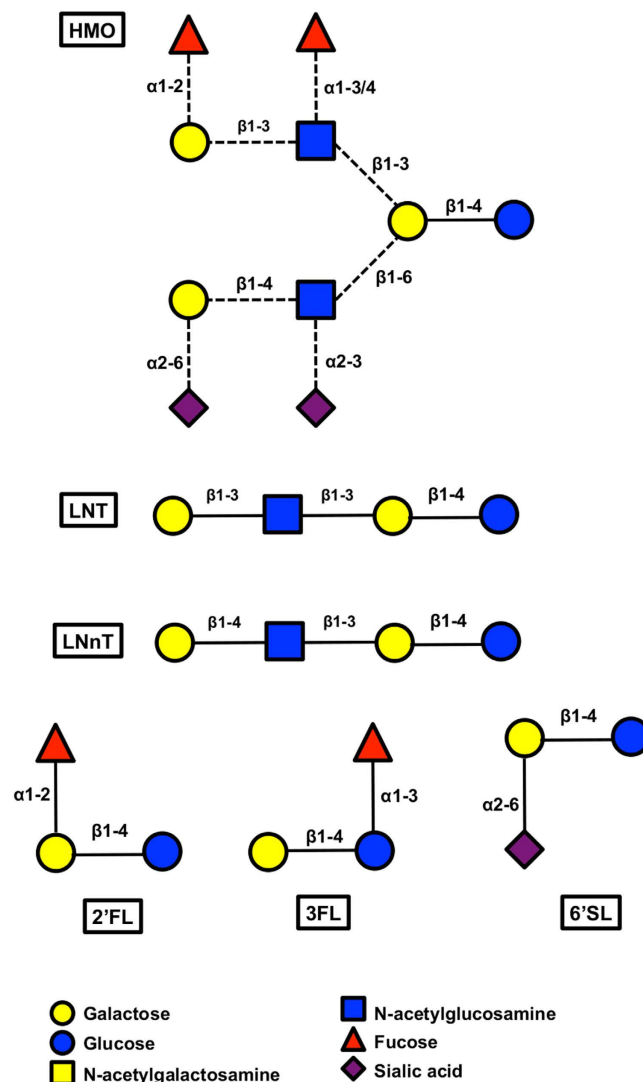 HMO
α1-2
α1-3/4
β1-3
β1-3
β1-4
β1-6
β1-4
α2-6
α2-3
LNT
β1-3
β1-3
β1-4
LNnT
β1-4
β1-3
β1-4
β1-4
α1-2
α1-3
α2-6
β1-4
β1-4
2'FL
3FL
6'SL
Galactose
Glucose
N-acetylgalactosamine
N-acetylglucosamine
Fucose
Sialic acid